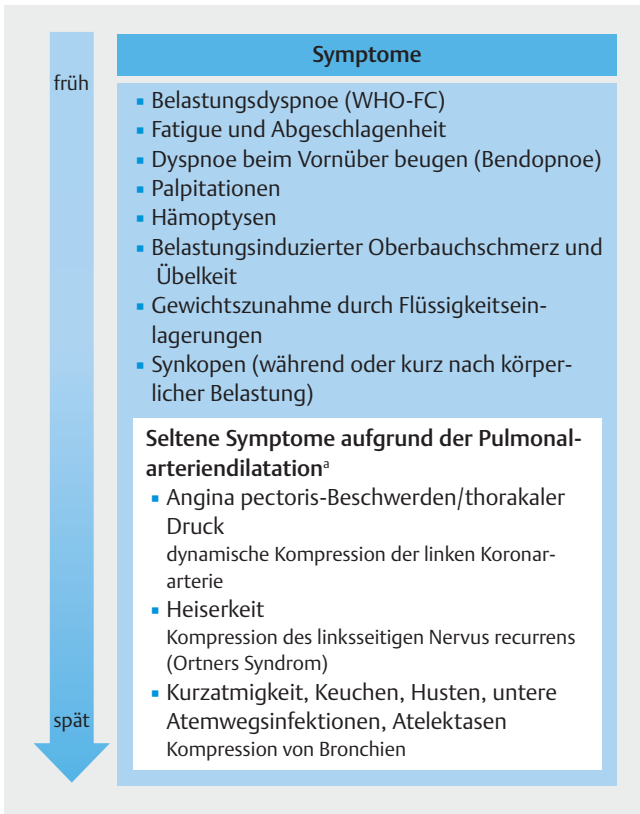 Symptome
früh
▪ Belastungsdyspnoe (WHO-FC)
▪ Fatigue und Abgeschlagenheit
▪ Dyspnoe beim Vornüber beugen (Bendopnoe)
▪ Palpitationen
▪ Hämoptysen
▪ Belastungsinduzierter Oberbauchschmerz und
Übelkeit
▪ Gewichtszunahme durch Flüssigkeitsein-
lagerungen
▪ Synkopen (während oder kurz nach körper-
licher Belastung)
Seltene Symptome aufgrund der Pulmonal-
arteriendilatationᵃ
▪ Angina pectoris-Beschwerden/thorakaler
Druck
dynamische Kompression der linken Koronar-
arterie
▪ Heiserkeit
Kompression des linksseitigen Nervus recurrens
(Ortners Syndrom)
▪ Kurzatmigkeit, Keuchen, Husten, untere
Atemwegsinfektionen, Atelektasen
Kompression von Bronchien
spät